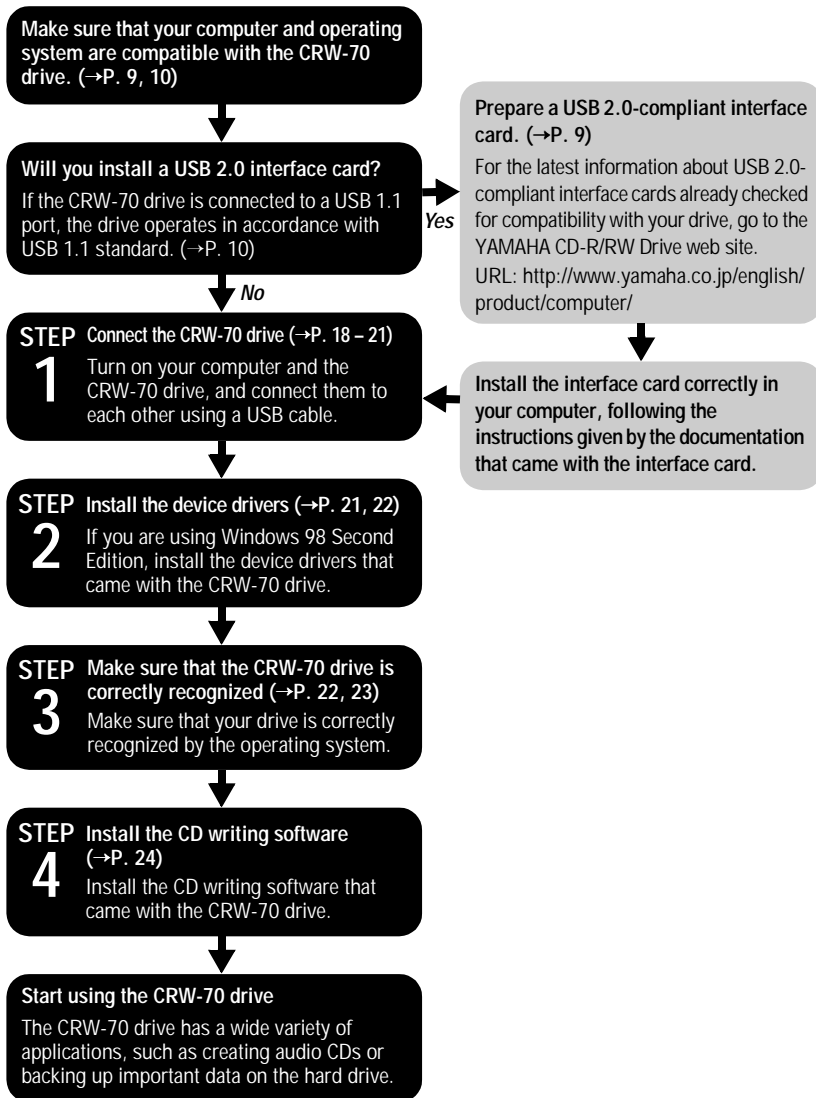 Make sure that your computer and operating
system are compatible with the CRW-70
drive. (→P. 9, 10)
Will you install a USB 2.0 interface card?
If the CRW-70 drive is connected to a USB 1.1
port, the drive operates in accordance with
USB 1.1 standard. (→P. 10)
Yes
No
Prepare a USB 2.0-compliant interface
card. (→P. 9)
For the latest information about USB 2.0-
compliant interface cards already checked
for compatibility with your drive, go to the
YAMAHA CD-R/RW Drive web site.
URL: http://www.yamaha.co.jp/english/
product/computer/
Install the interface card correctly in
your computer, following the
instructions given by the documentation
that came with the interface card.
STEP 1
Connect the CRW-70 drive (→P. 18 – 21)
Turn on your computer and the
CRW-70 drive, and connect them to
each other using a USB cable.
STEP 2
Install the device drivers (→P. 21, 22)
If you are using Windows 98 Second
Edition, install the device drivers that
came with the CRW-70 drive.
STEP 3
Make sure that the CRW-70 drive is
correctly recognized (→P. 22, 23)
Make sure that your drive is correctly
recognized by the operating system.
STEP 4
Install the CD writing software
(→P. 24)
Install the CD writing software that
came with the CRW-70 drive.
Start using the CRW-70 drive
The CRW-70 drive has a wide variety of
applications, such as creating audio CDs or
backing up important data on the hard drive.